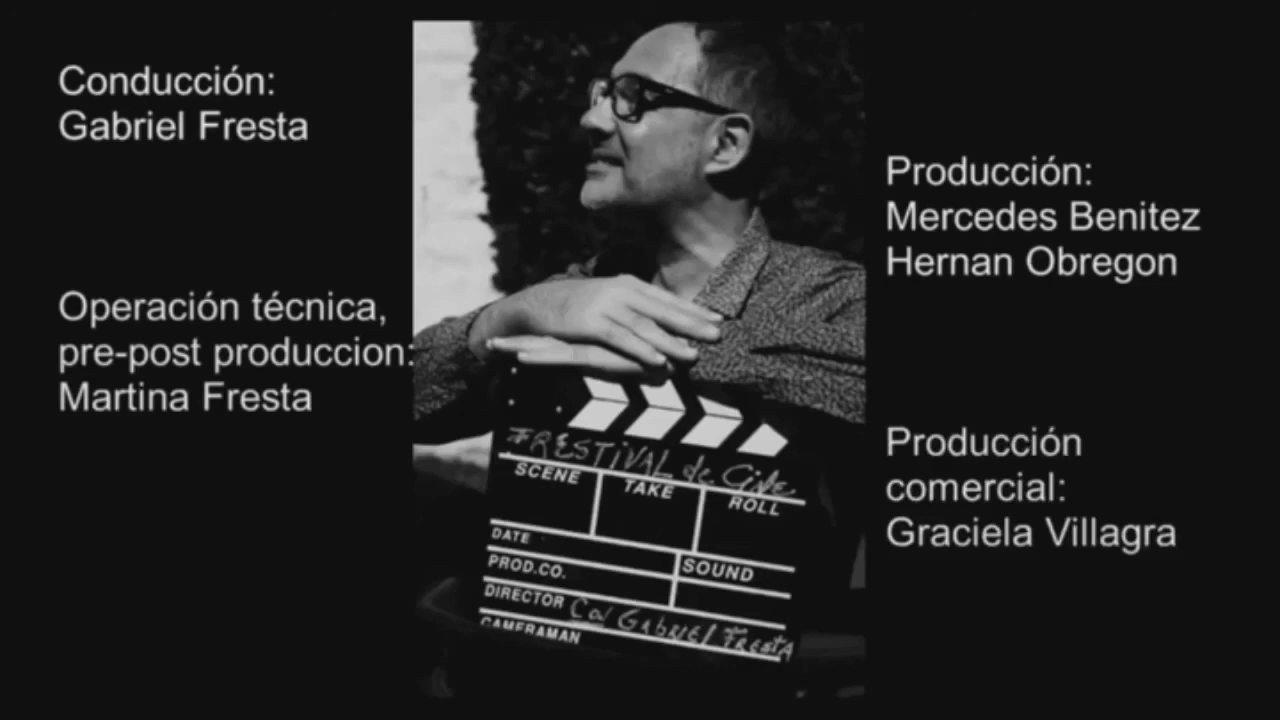 Conducción:
Gabriel Fresta
Operación técnica,
pre-post produccion:
Martina Fresta
FRESTIVAL de Cine
SCENE
TAKE
ROLL
DATE
PROD.CO.
SOUND
DIRECTOR Con GABRIEL FRESTA
CAMERAMAN
Producción:
Mercedes Benitez
Hernan Obregon
Producción
comercial:
Graciela Villagra